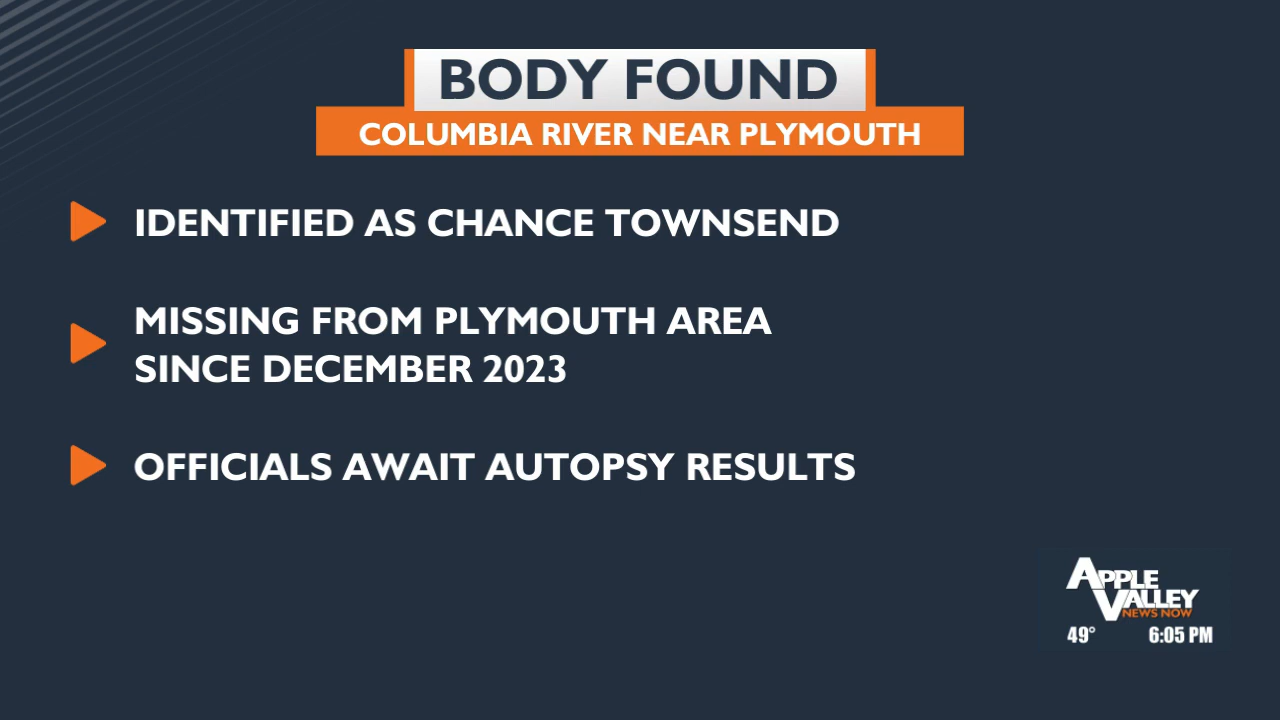 BODY FOUND
COLUMBIA RIVER NEAR PLYMOUTH
IDENTIFIED AS CHANCE TOWNSEND
MISSING FROM PLYMOUTH AREA
SINCE DECEMBER 2023
OFFICIALS AWAIT AUTOPSY RESULTS
APPLE
VALLEY
NEWS NOW
49° 6:05 PM